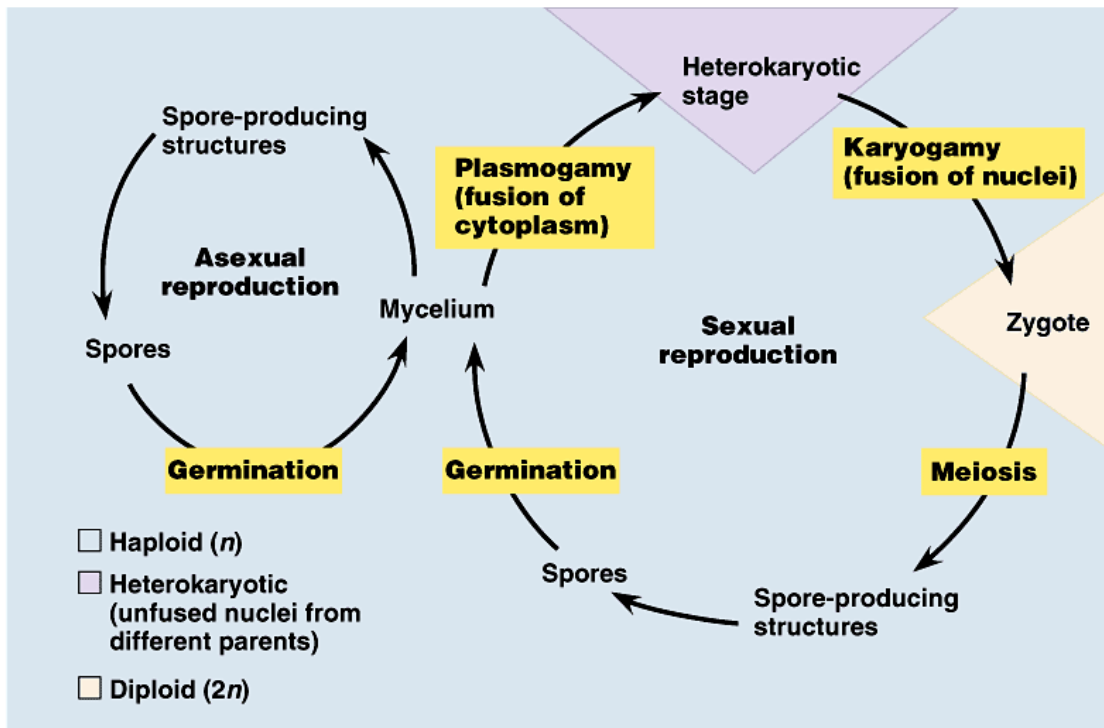 Heterokaryotic
stage
Spore-producing
structures
Karyogamy
(fusion of nuclei)
Plasmogamy
(fusion of
cytoplasm)
Asexual
reproduction
Mycelium
Sexual
reproduction
Zygote
Spores
Germination
Germination
Meiosis
Spores
Spore-producing
structures
Haploid (n)
Heterokaryotic
(unfused nuclei from
different parents)
Diploid (2n)